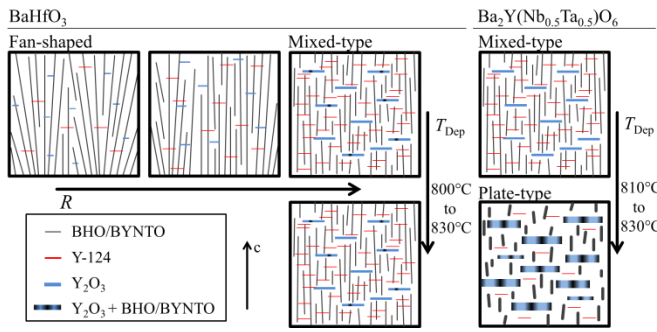 BaHfO3
Ba2Y(Nb0.5Ta0.5)O6
Fan-shaped
Mixed-type
Mixed-type
TDep
TDep
800°C
to
830°C
810°C
to
830°C
Plate-type
R
BHO/BYNTO
Y-124
Y2O3
Y2O3 + BHO/BYNTO
c